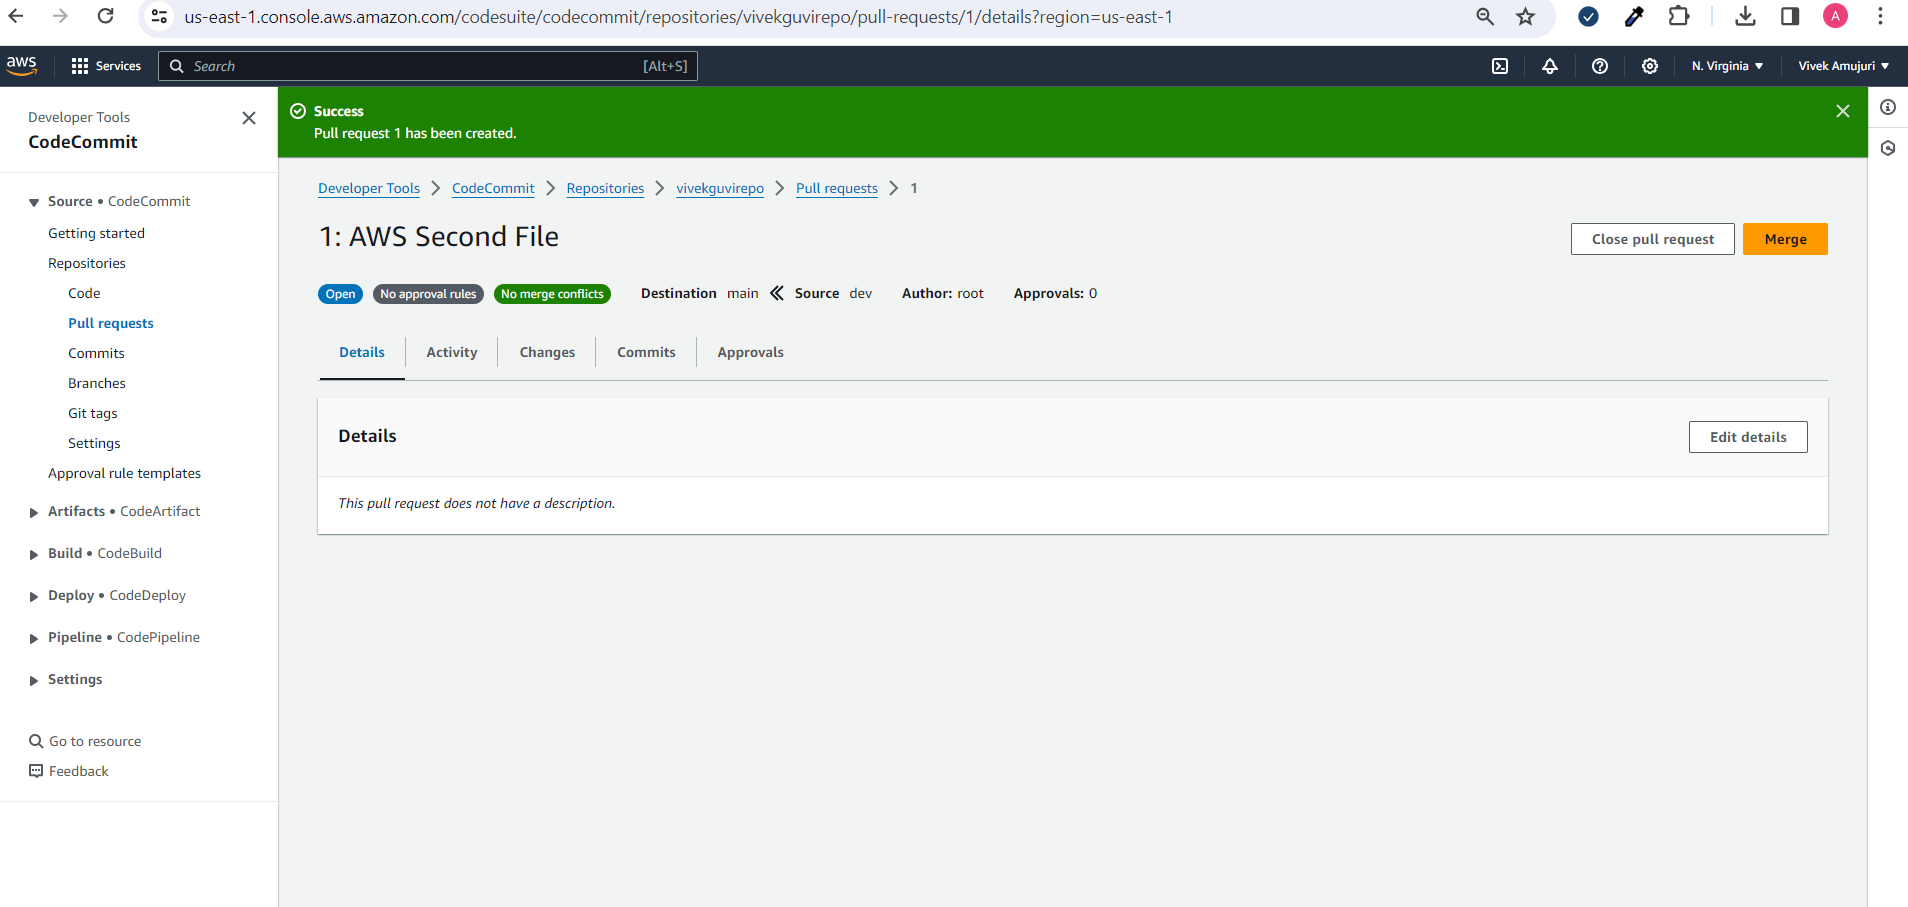 us-east-1.console.aws.amazon.com/codesuite/codecommit/repositories/vivekguvirepo/pull-requests/1/details?region=us-east-1
A
aws
Services
Search
[Alt+S]
N. Virginia
Vivek Amujuri
Developer Tools
CodeCommit
Source • CodeCommit
Getting started
Repositories
Code
Pull requests
Commits
Branches
Git tags
Settings
Approval rule templates
Artifacts • CodeArtifact
Build • CodeBuild
Deploy • CodeDeploy
Pipeline • CodePipeline
Settings
Go to resource
Feedback
Success
Pull request 1 has been created.
Developer Tools > CodeCommit > Repositories > vivekguvirepo > Pull requests > 1
1: AWS Second File
Close pull request
Merge
Open No approval rules No merge conflicts Destination main Source dev Author: root Approvals: 0
Details Activity Changes Commits Approvals
Details
Edit details
This pull request does not have a description.